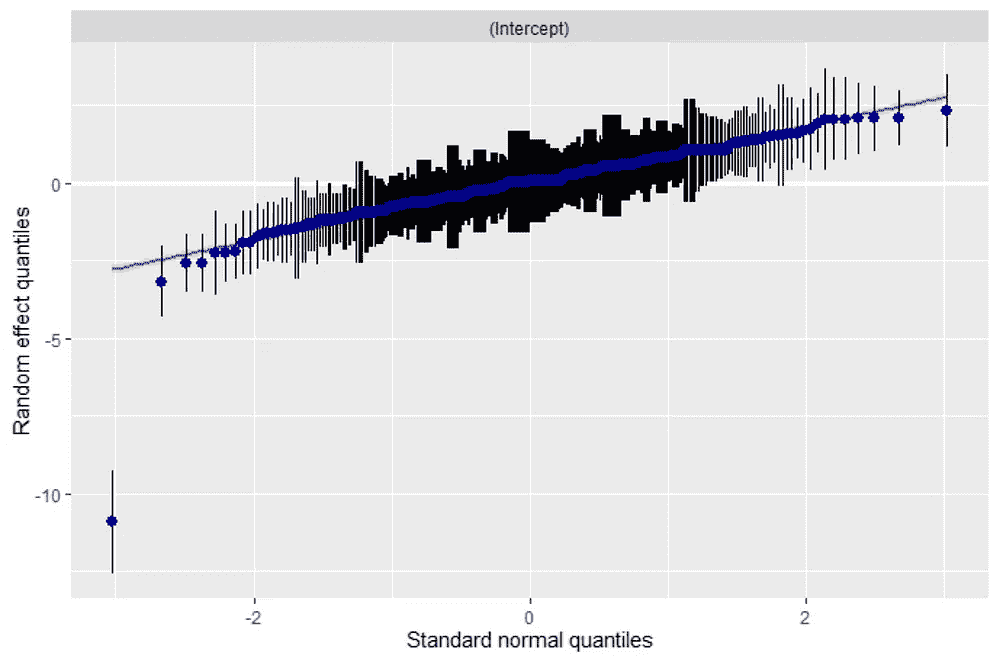 (Intercept)
Random effect quantiles
0
-5
-10
-2
0
2
Standard normal quantiles